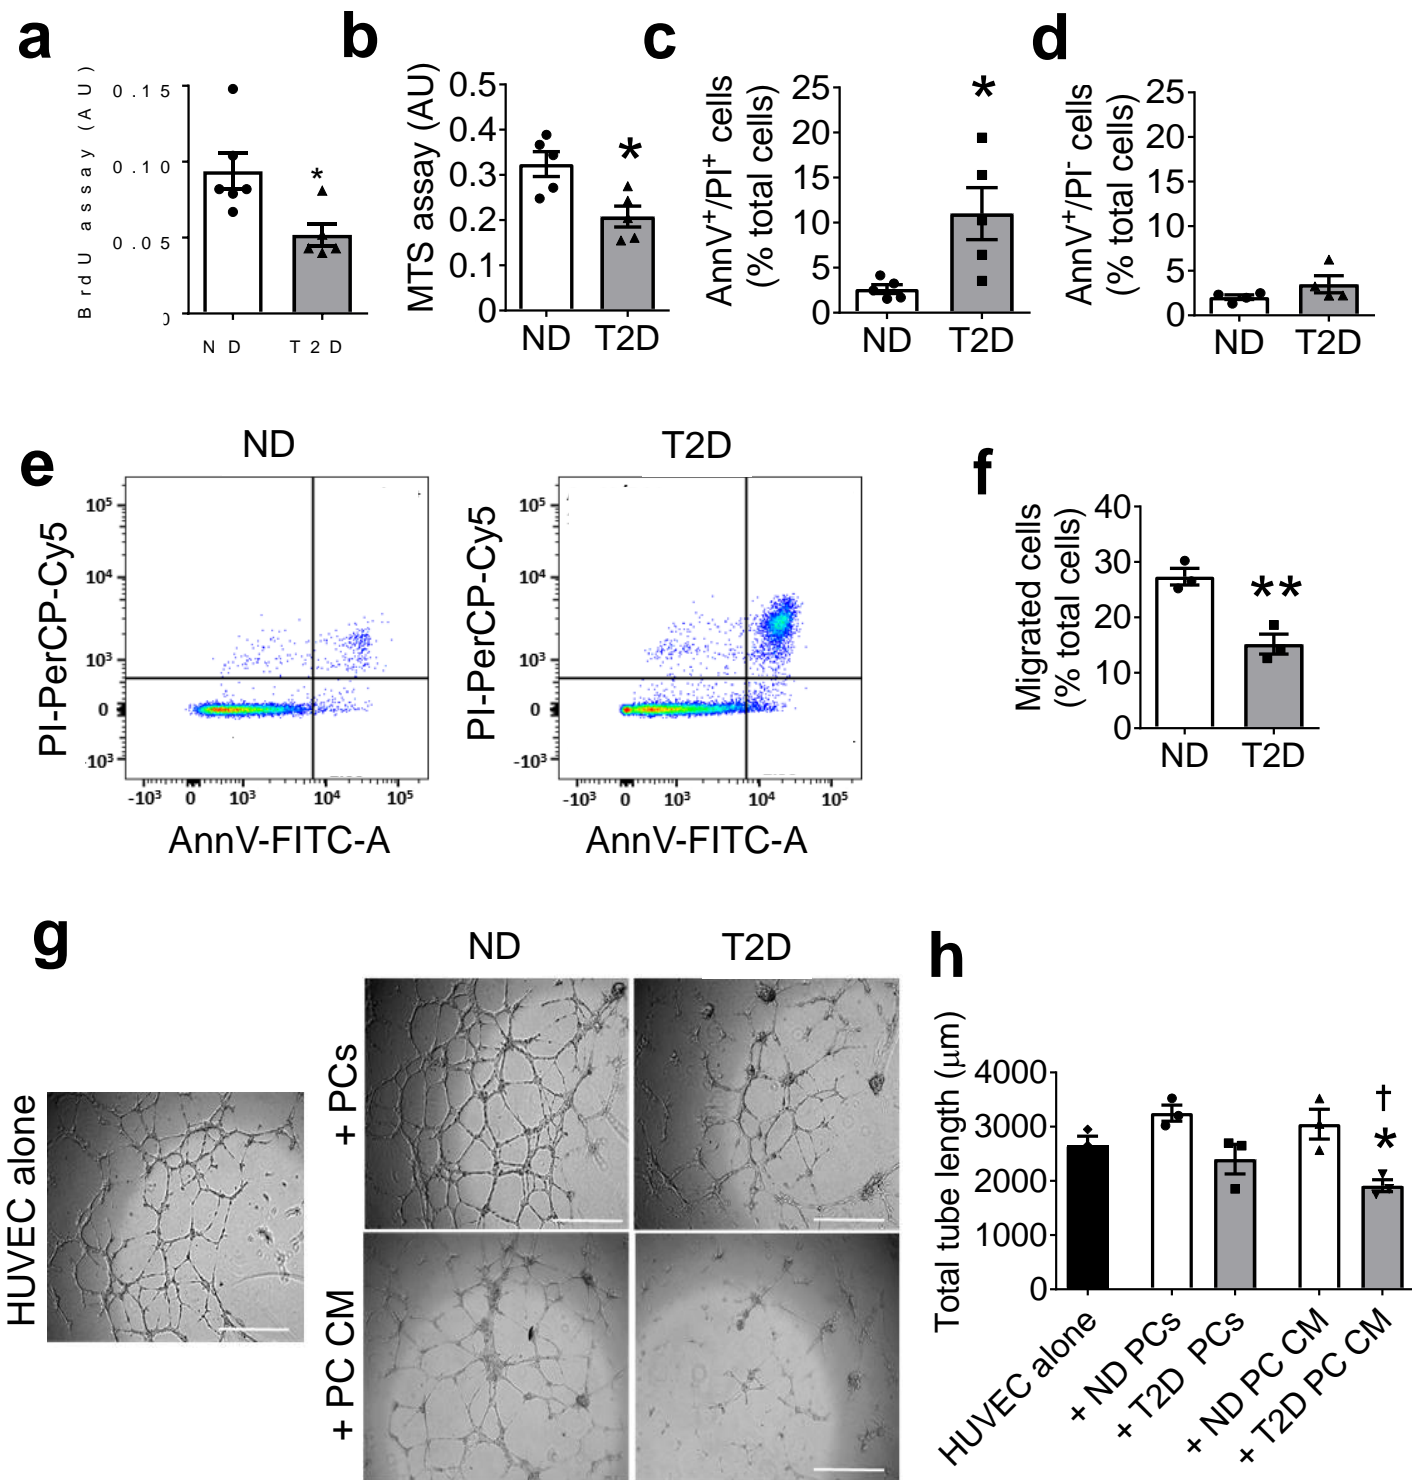 a
BrdU assay (AU)
0.15
0.10
0.05
ND T2D
*
b
MTS assay (AU)
0.5
0.4
0.3
0.2
0.1
0
ND T2D
*
c
AnnV+/PI+ cells
(% total cells)
25
20
15
10
5
0
ND T2D
*
d
AnnV+/PI- cells
(% total cells)
25
20
15
10
5
0
ND T2D
e
ND
PI-PerCP-Cy5
10⁵
10⁴
10³
0
-10³
-10³ 0 10³ 10⁴ 10⁵
AnnV-FITC-A
T2D
PI-PerCP-Cy5
10⁵
10⁴
10³
0
-10³
-10³ 0 10³ 10⁴ 10⁵
AnnV-FITC-A
f
Migrated cells
(% total cells)
40
30
20
10
0
ND T2D
**
g
ND T2D
HUVEC alone
+ PCs
+ PC CM
h
Total tube length (µm)
4000
3000
2000
1000
0
†
*
HUVEC alone
+ ND PCs
+ T2D PCs
+ ND PC CM
+ T2D PC CM